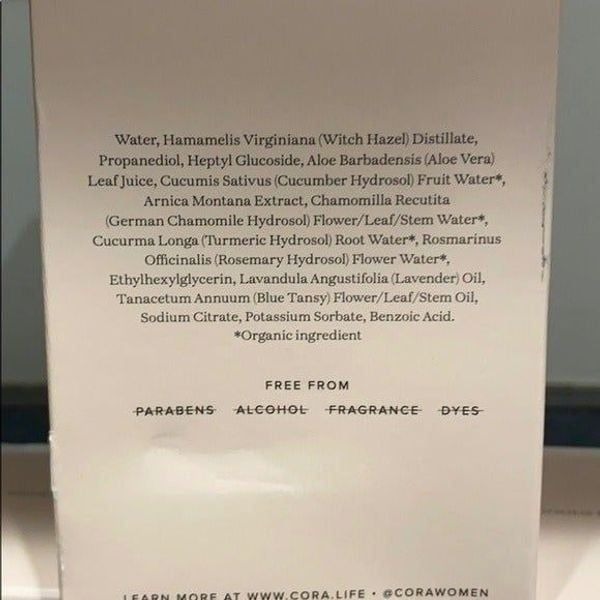 Water, Hamamelis Virginiana (Witch Hazel) Distillate,
Propanediol, Heptyl Glucoside, Aloe Barbadensis (Aloe Vera)
Leaf Juice, Cucumis Sativus (Cucumber Hydrosol) Fruit Water*,
Arnica Montana Extract, Chamomilla Recutita
(German Chamomile Hydrosol) Flower/Leaf/Stem Water*,
Cucurma Longa (Turmeric Hydrosol) Root Water*, Rosmarinus
Officinalis (Rosemary Hydrosol) Flower Water*,
Ethylhexylglycerin, Lavandula Angustifolia (Lavender) Oil,
Tanacetum Annuum (Blue Tansy) Flower/Leaf/Stem Oil,
Sodium Citrate, Potassium Sorbate, Benzoic Acid.
*Organic ingredient
FREE FROM
PARABENS ALCOHOL FRAGRANCE DYES
LEARN MORE AT WWW.CORA.LIFE • @CORAWOMEN